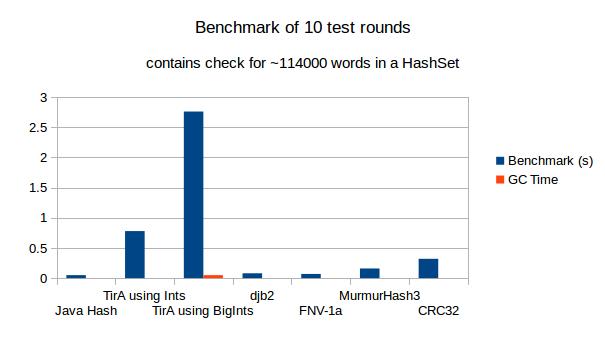 Benchmark of 10 test rounds
contains check for ~114000 words in a HashSet
3
2.5
2
1.5
1
0.5
0
Benchmark (s)
GC Time
TirA using Ints djb2 MurmurHash3
Java Hash TirA using BigInts FNV-1a CRC32